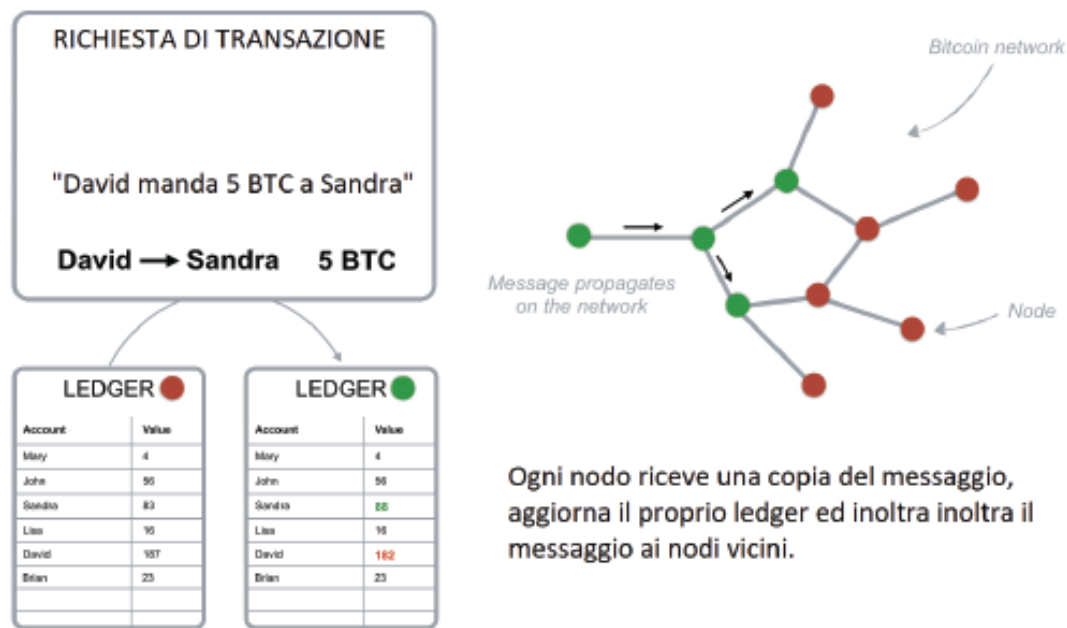 RICHIESTA DI TRANSAZIONE
"David manda 5 BTC a Sandra"
David → Sandra 5 BTC
LEDGER
Account Value
Mary 4
John 56
Sandra 83
Lisa 16
David 187
Brian 23
LEDGER
Account Value
Mary 4
John 56
Sandra 88
Lisa 16
David 182
Brian 23
Bitcoin network
Message propagates
on the network
Node
Ogni nodo riceve una copia del messaggio,
aggiorna il proprio ledger ed inoltra inoltra il
messaggio ai nodi vicini.